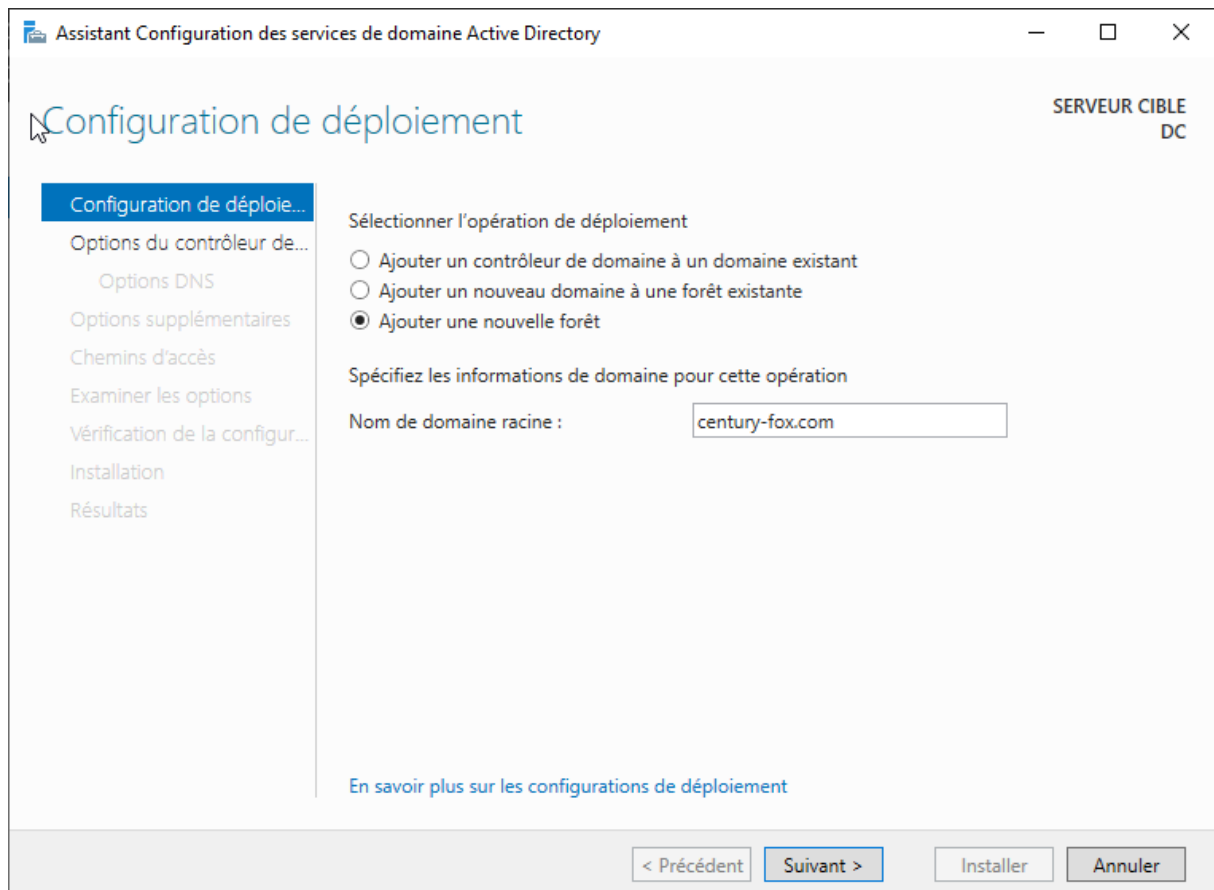 Assistant Configuration des services de domaine Active Directory
Configuration de déploiement
SERVEUR CIBLE
DC
Configuration de déploie...
Options du contrôleur de...
Options DNS
Options supplémentaires
Chemins d’accès
Examiner les options
Vérification de la configur...
Installation
Résultats
Sélectionner l’opération de déploiement
Ajouter un contrôleur de domaine à un domaine existant
Ajouter un nouveau domaine à une forêt existante
Ajouter une nouvelle forêt
Spécifiez les informations de domaine pour cette opération
Nom de domaine racine : century-fox.com
En savoir plus sur les configurations de déploiement
< Précédent Suivant > Installer Annuler